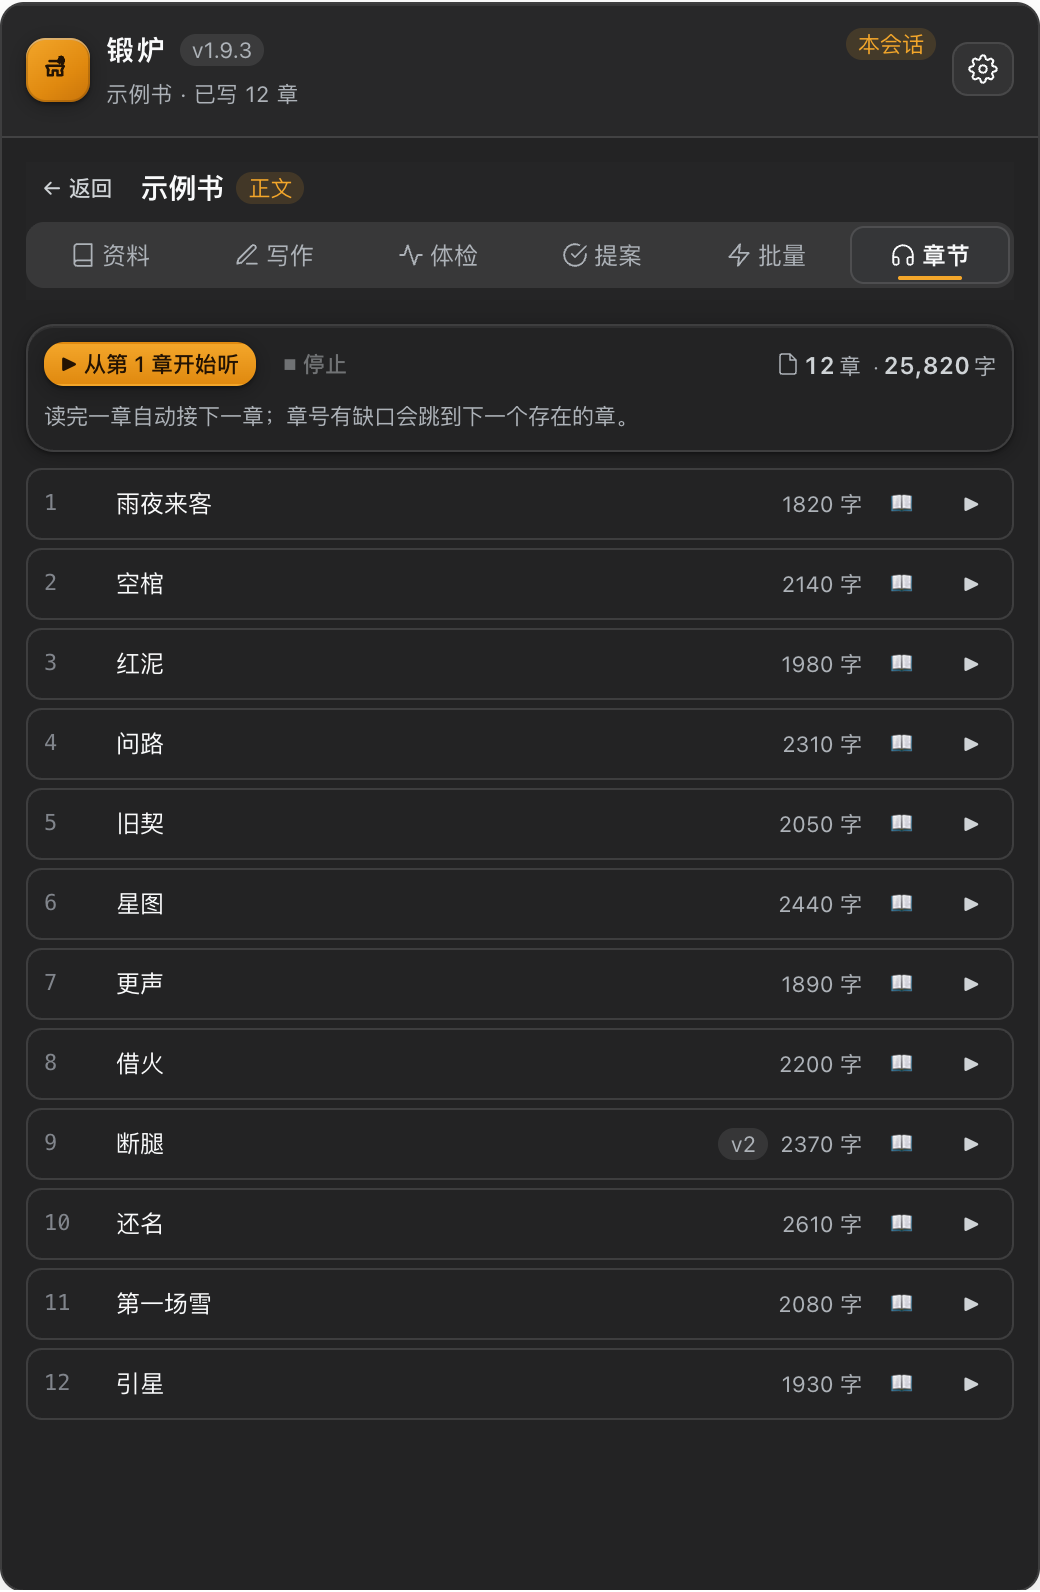 锻炉 v1.9.3 本会话
示例书 · 已写 12 章
← 返回 示例书 正文
资料 写作 体检 提案 批量 章节
▶ 从第 1 章开始听 ■ 停止 12 章 · 25,820 字
读完一章自动接下一章；章号有缺口会跳到下一个存在的章。
1 雨夜来客 1820 字
2 空棺 2140 字
3 红泥 1980 字
4 问路 2310 字
5 旧契 2050 字
6 星图 2440 字
7 更声 1890 字
8 借火 2200 字
9 断腿 v2 2370 字
10 还名 2610 字
11 第一场雪 2080 字
12 引星 1930 字